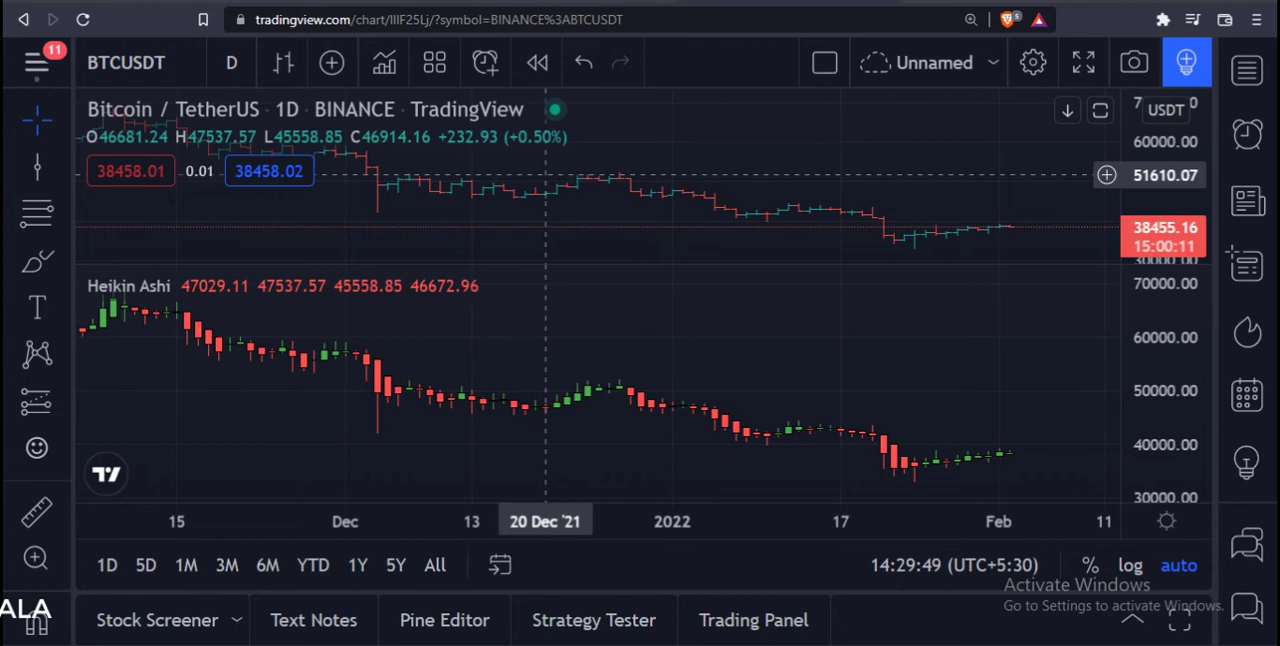 tradingview.com/chart/IIIF25Lj/?symbol=BINANCE%3ABTCUSDT
5
11
BTCUSDT D Unnamed
Bitcoin / TetherUS 1D BINANCE TradingView
O46681.24 H47537.57 L45558.85 C46914.16 +232.93 (+0.50%)
38458.01 0.01 38458.02
USDT
60000.00
51610.07
38455.16
15:00:11
30000.00
Heikin Ashi 47029.11 47537.57 45558.85 46672.96
70000.00
60000.00
50000.00
40000.00
30000.00
15 Dec 13 20 Dec '21 2022 17 Feb 11
1D 5D 1M 3M 6M YTD 1Y 5Y All 14:29:49 (UTC+5:30) % log auto
Activate Windows
Go to Settings to activate Windows.
ALA
Stock Screener Text Notes Pine Editor Strategy Tester Trading Panel